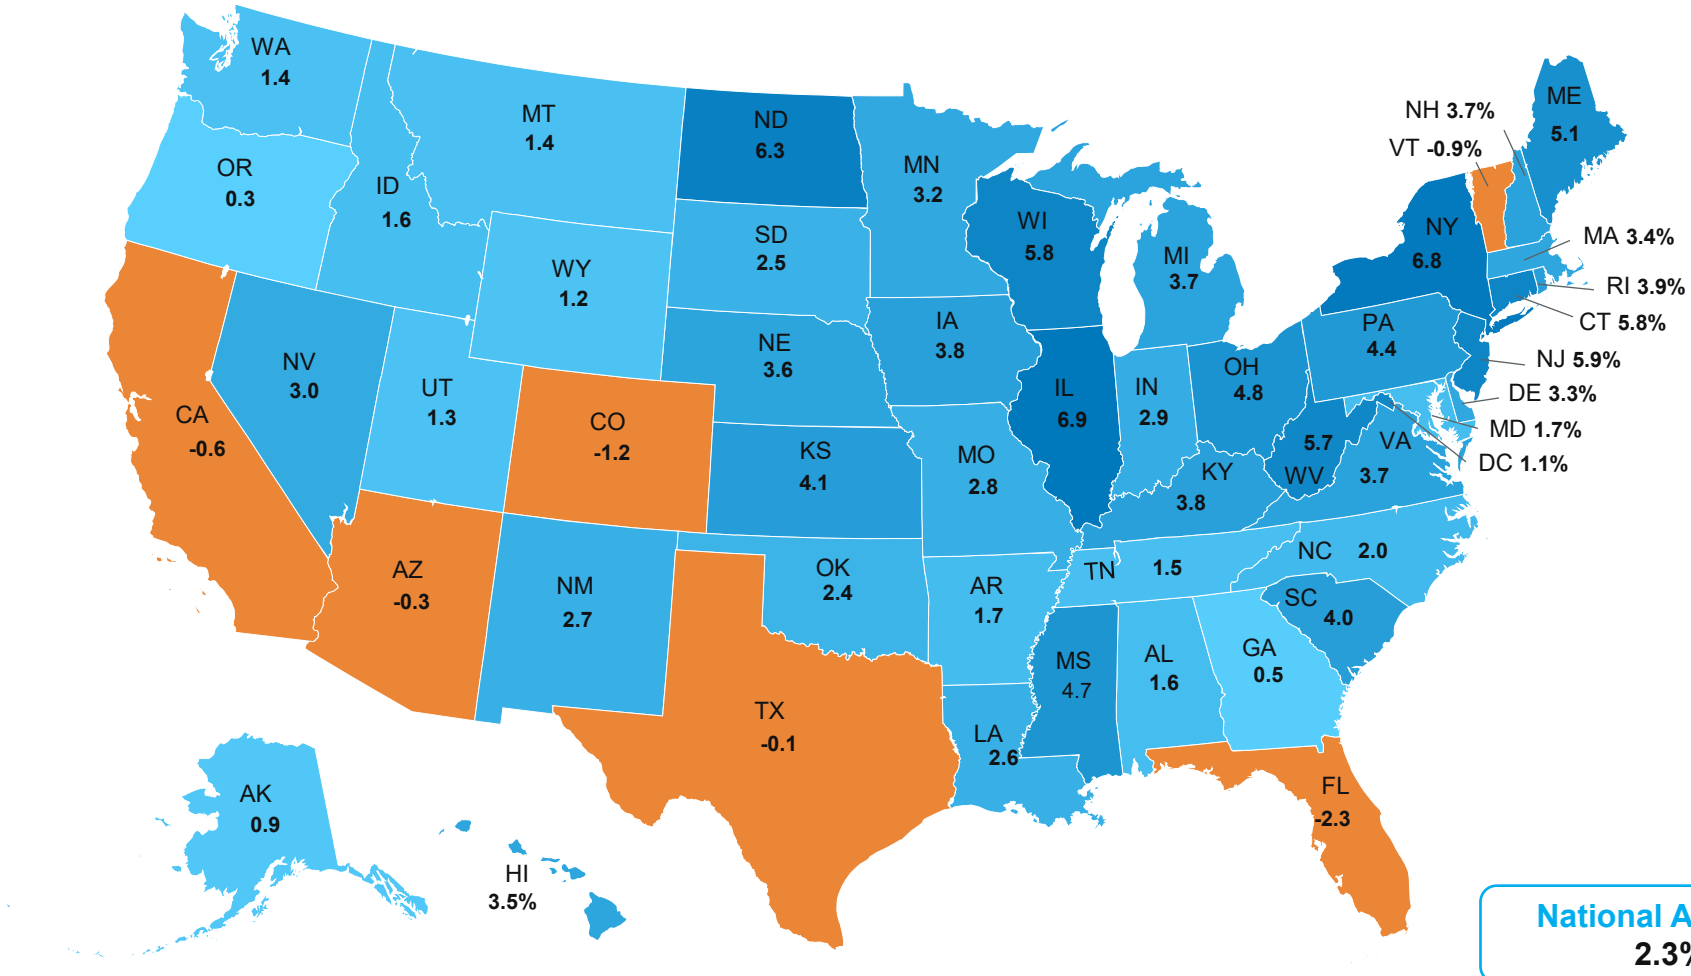 WA
1.4
OR
0.3
CA
-0.6
ID
1.6
NV
3.0
MT
1.4
WY
1.2
UT
1.3
CO
-1.2
AZ
-0.3
NM
2.7
ND
6.3
SD
2.5
NE
3.6
KS
4.1
OK
2.4
TX
-0.1
MN
3.2
IA
3.8
MO
2.8
AR
1.7
LA
2.6
WI
5.8
IL
6.9
MI
3.7
IN
2.9
OH
4.8
KY
3.8
TN 1.5
MS
4.7
AL
1.6
GA
0.5
FL
-2.3
SC
4.0
NC 2.0
VA
3.7
5.7
WV
PA
4.4
NY
6.8
ME
5.1
NH 3.7%
VT -0.9%
MA 3.4%
RI 3.9%
CT 5.8%
NJ 5.9%
DE 3.3%
MD 1.7%
DC 1.1%
AK
0.9
HI
3.5%
National A
2.3%